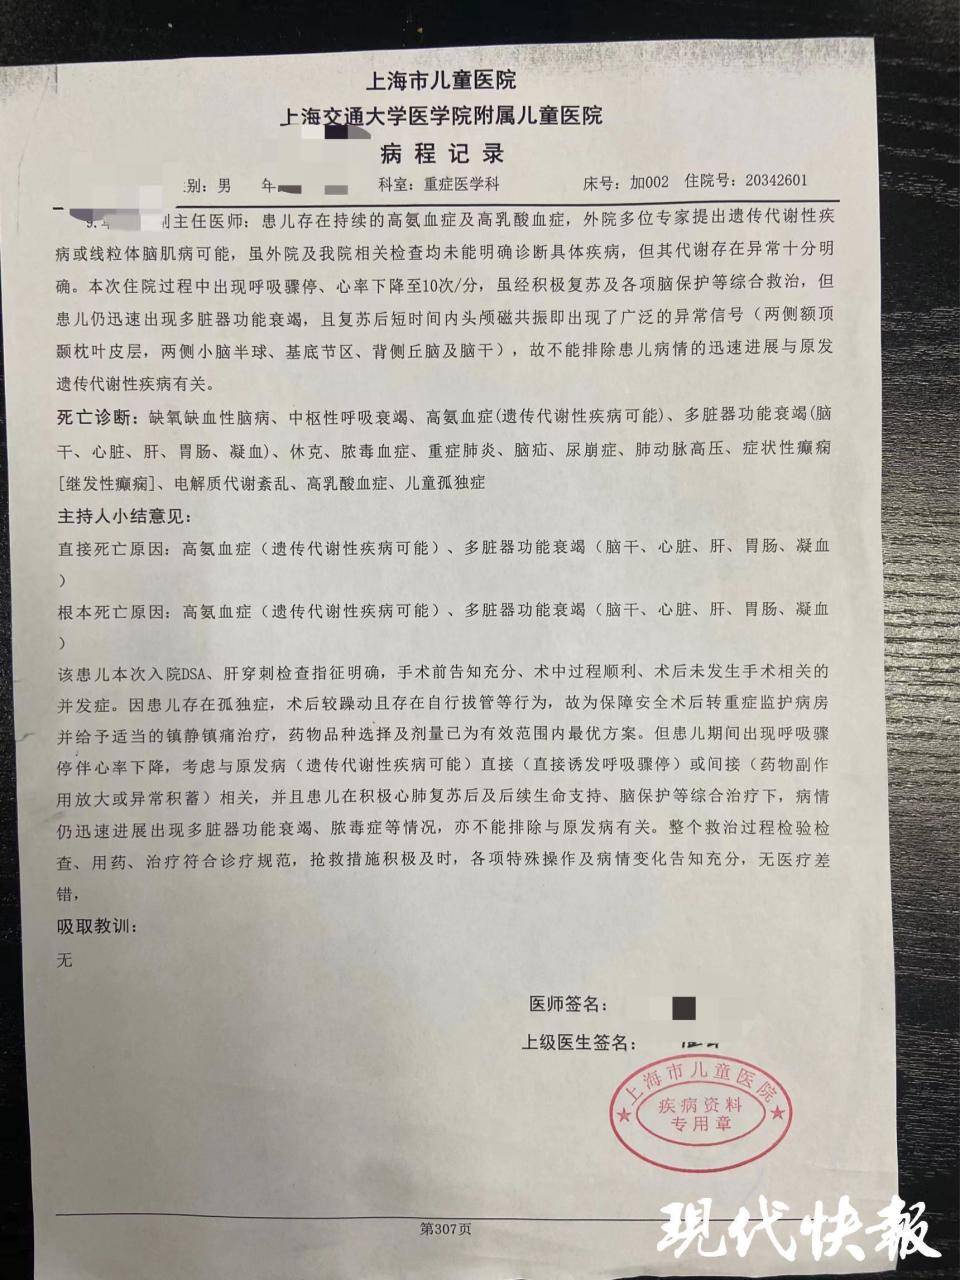 上海市儿童医院
上海交通大学医学院附属儿童医院
病程记录
别：男 年 科室：重症医学科 床号：加002 住院号：20342601
副主任医师：患儿存在持续的高氨血症及高乳酸血症，外院多位专家提出遗传代谢性疾
病或线粒体脑肌病可能，虽外院及我院相关检查均未能明确诊断具体疾病，但其代谢存在异常十分明
确。本次住院过程中出现呼吸骤停、心率下降至10次/分，虽经积极复苏及各项脑保护等综合救治，但
患儿仍迅速出现多脏器功能衰竭，且复苏后短时间内头颅磁共振即出现了广泛的异常信号（两侧额顶
颞枕叶皮层，两侧小脑半球、基底节区、背侧丘脑及脑干），故不能排除患儿病情的迅速进展与原发
遗传代谢性疾病有关。
死亡诊断：缺氧缺血性脑病、中枢性呼吸衰竭、高氨血症(遗传代谢性疾病可能)、多脏器功能衰竭(脑
干、心脏、肝、胃肠、凝血)、休克、脓毒血症、重症肺炎、脑疝、尿崩症、肺动脉高压、症状性癫痫
[继发性癫痫]、电解质代谢紊乱、高乳酸血症、儿童孤独症
主持人小结意见：
直接死亡原因：高氨血症（遗传代谢性疾病可能）、多脏器功能衰竭（脑干、心脏、肝、胃肠、凝血
）
根本死亡原因：高氨血症（遗传代谢性疾病可能）、多脏器功能衰竭（脑干、心脏、肝、胃肠、凝血
）
该患儿本次入院DSA、肝穿刺检查指征明确，手术前告知充分、术中过程顺利、术后未发生手术相关的
并发症。因患儿存在孤独症，术后较躁动且存在自行拔管等行为，故为保障安全术后转重症监护病房
并给予适当的镇静镇痛治疗，药物品种选择及剂量已为有效范围内最优方案。但患儿期间出现呼吸骤
停伴心率下降，考虑与原发病（遗传代谢性疾病可能）直接（直接诱发呼吸骤停）或间接（药物副作
用放大或异常积蓄）相关，并且患儿在积极心肺复苏后及后续生命支持、脑保护等综合治疗下，病情
仍迅速进展出现多脏器功能衰竭、脓毒症等情况，亦不能排除与原发病有关。整个救治过程检验检
查、用药、治疗符合诊疗规范，抢救措施积极及时，各项特殊操作及病情变化告知充分，无医疗差
错，
吸取教训：
无
医师签名：
上级医生签名：
上海市儿童医院
疾病资料
专用章
第307页
现代快报